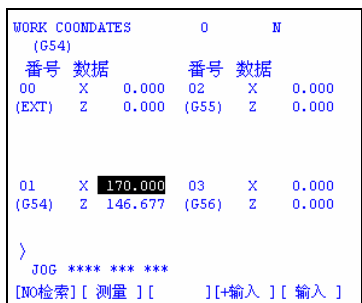 WORK COONDATES 0 N
(G54)
番号 数据 番号 数据
00 X 0.000 02 X 0.000
(EXT) Z 0.000 (G55) Z 0.000
01 X 170.000 03 X 0.000
(G54) Z 146.677 (G56) Z 0.000
〉
JOG **** *** ***
[NO检索][ 测量 ][ ][+输入 ][ 输入 ]